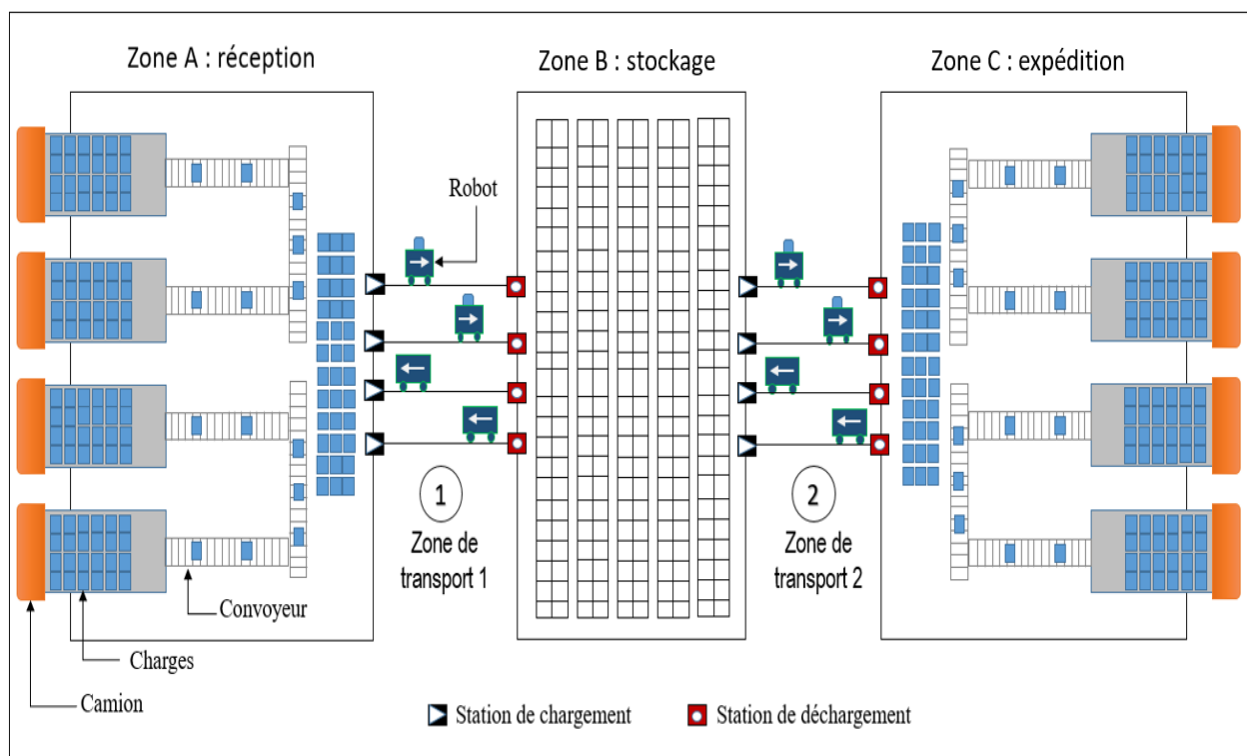 Zone A : réception
Zone B : stockage
Zone C : expédition
Robot
1
Zone de
transport 1
2
Zone de
transport 2
Convoyeur
Charges
Camion
Station de chargement
Station de déchargement